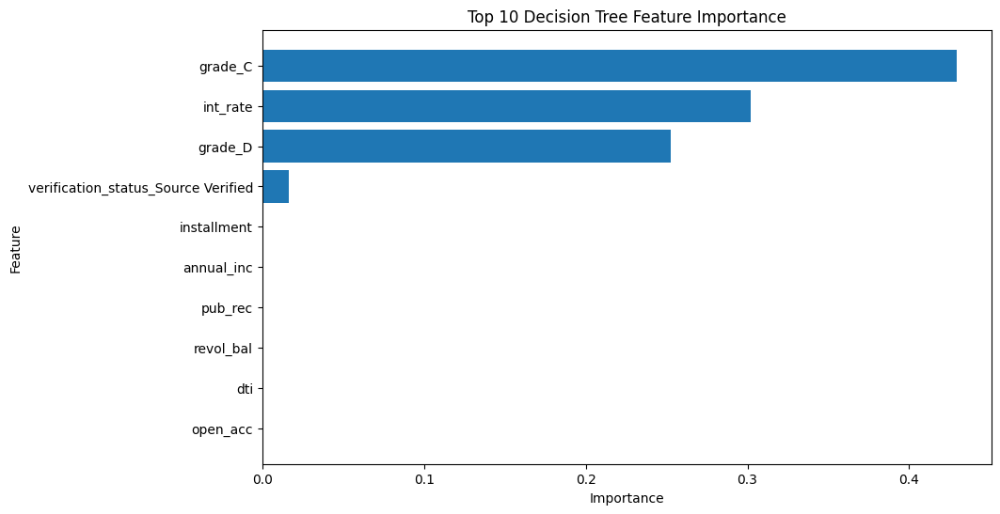 Top 10 Decision Tree Feature Importance
Feature
grade_C
int_rate
grade_D
verification_status_Source Verified
installment
annual_inc
pub_rec
revol_bal
dti
open_acc
0.0 0.1 0.2 0.3 0.4
Importance